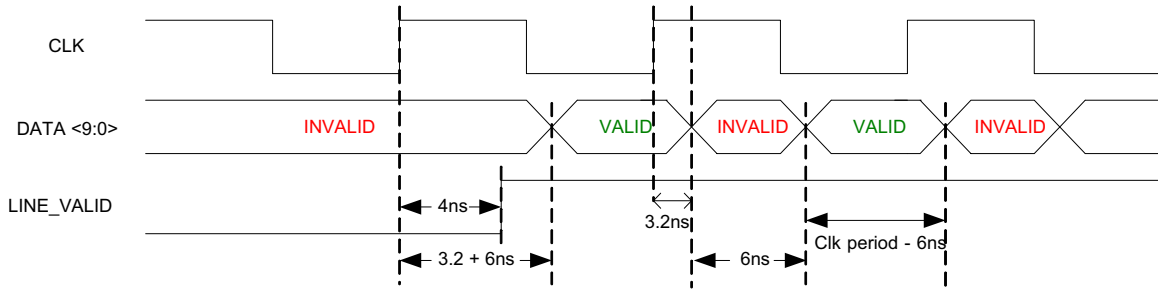 CLK
DATA <9:0>
INVALID
VALID
INVALID
VALID
INVALID
LINE_VALID
4ns
3.2ns
3.2 + 6ns
6ns
Clk period - 6ns